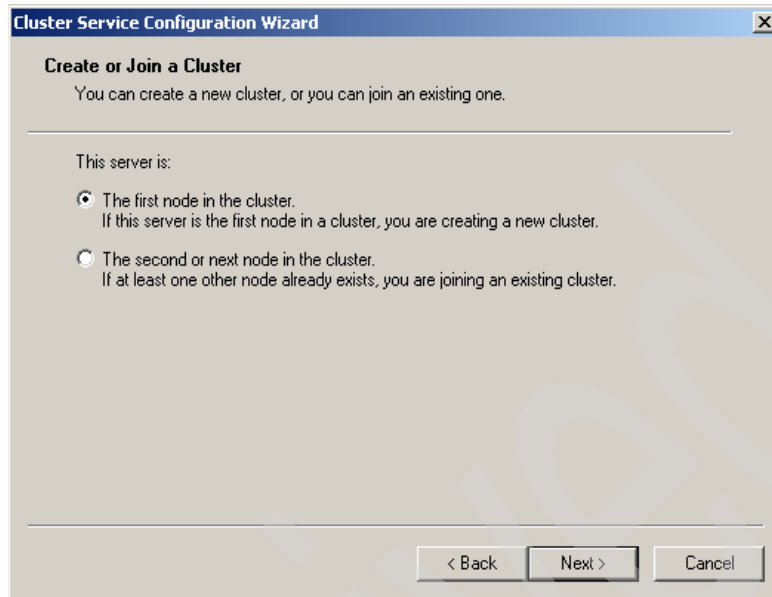 Cluster Service Configuration Wizard
Create or Join a Cluster
You can create a new cluster, or you can join an existing one.
This server is:
The first node in the cluster.
If this server is the first node in a cluster, you are creating a new cluster.
The second or next node in the cluster.
If at least one other node already exists, you are joining an existing cluster.
< Back Next > Cancel